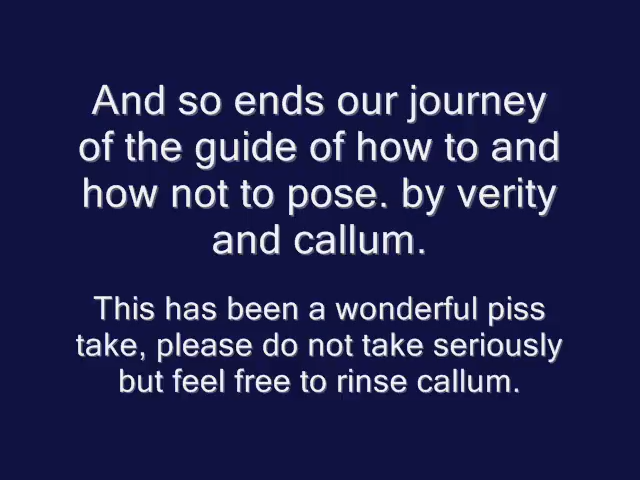 And so ends our journey
of the guide of how to and
how not to pose. by verity
and callum.
This has been a wonderful piss
take, please do not take seriously
but feel free to rinse callum.